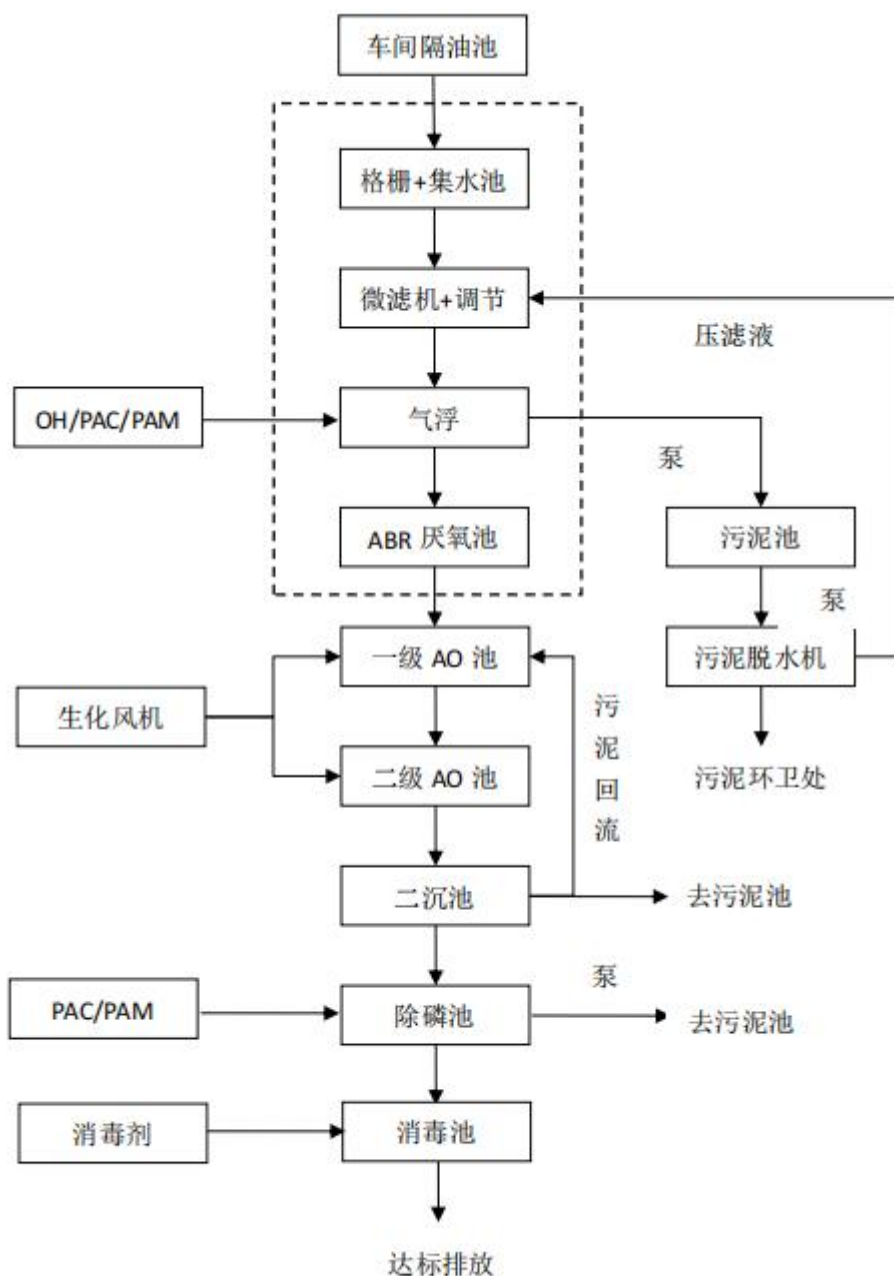 车间隔油池
格栅+集水池
微滤机+调节
压滤液
OH/PAC/PAM
气浮
泵
ABR 厌氧池
污泥池
泵
一级 AO 池
污泥脱水机
生化风机
污泥回流
二级 AO 池
污泥环卫处
二沉池
去污泥池
泵
PAC/PAM
除磷池
去污泥池
消毒剂
消毒池
达标排放